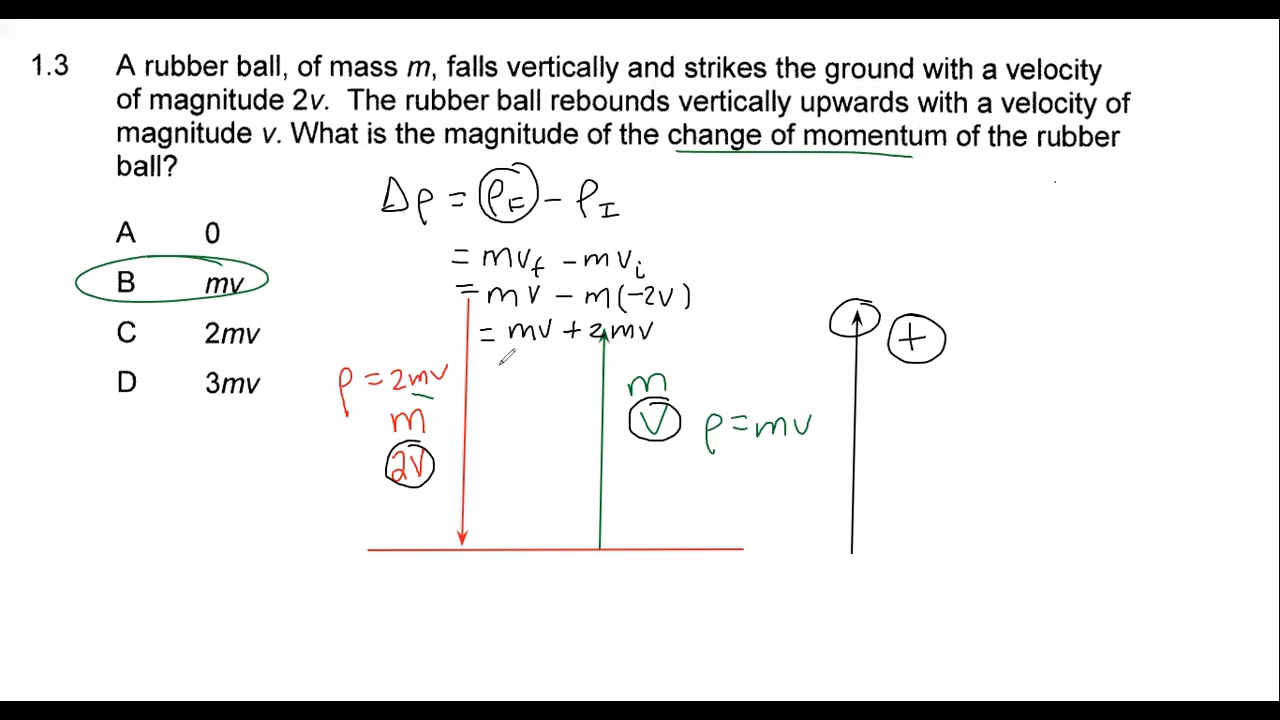 1.3 A rubber ball, of mass m, falls vertically and strikes the ground with a velocity
of magnitude 2v. The rubber ball rebounds vertically upwards with a velocity of
magnitude v. What is the magnitude of the change of momentum of the rubber
ball?
Δp = pF - pI
A 0
= mvf - mvi
B mv
= mv - m(-2v)
C 2mv
= mv + 2mv
+
D 3mv
p = 2mv
m
m
v
p = mv
2v